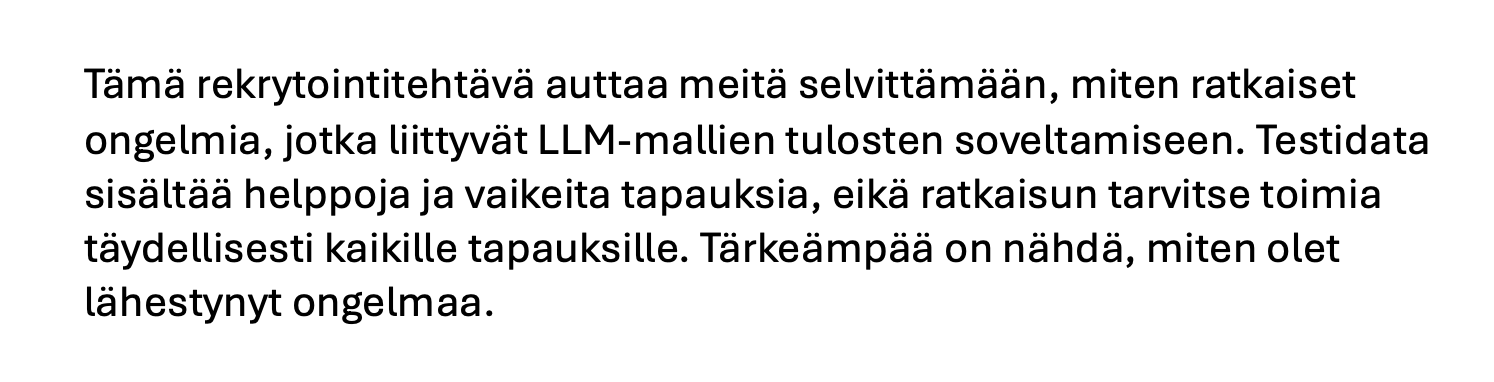 Tämä rekrytointitehtävä auttaa meitä selvittämään, miten ratkaiset
ongelmia, jotka liittyvät LLM-mallien tulosten soveltamiseen. Testidata
sisältää helppoja ja vaikeita tapauksia, eikä ratkaisun tarvitse toimia
täydellisesti kaikille tapauksille. Tärkeämpää on nähdä, miten olet
lähestynyt ongelmaa.